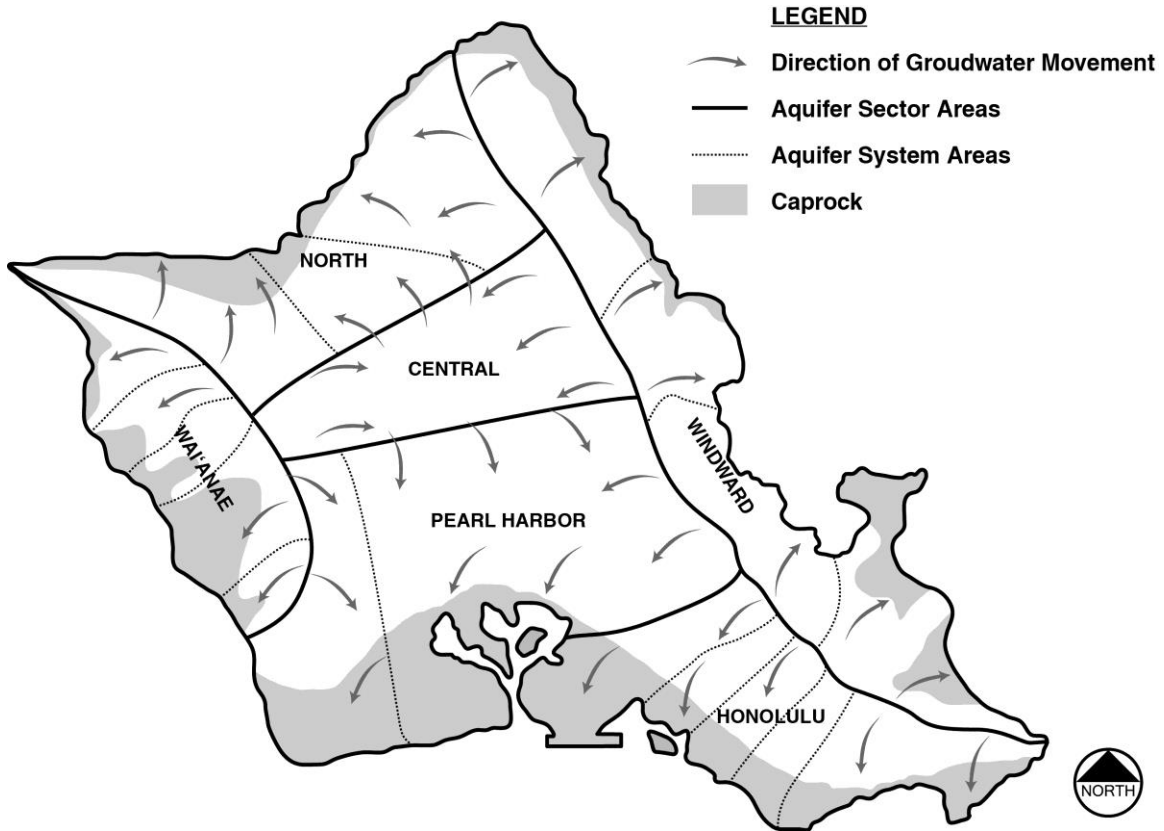 LEGEND
Direction of Groudwater Movement
Aquifer Sector Areas
Aquifer System Areas
Caprock
NORTH
CENTRAL
WAI‘ANAE
WINDWARD
PEARL HARBOR
HONOLULU
NORTH